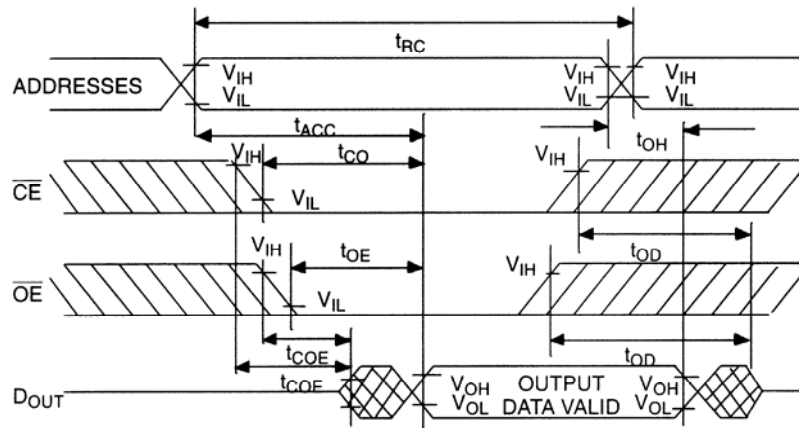 tRC
ADDRESSES
VIH
VIL
VIH
VIL
VIH
VIL
tACC
tOH
VIH
tCO
VIH
CE
VIL
tOD
VIH
tOE
VIH
OE
VIL
tCOE
tOD
tCOE
DOUT
VOH
VOL
OUTPUT
DATA VALID
VOH
VOL